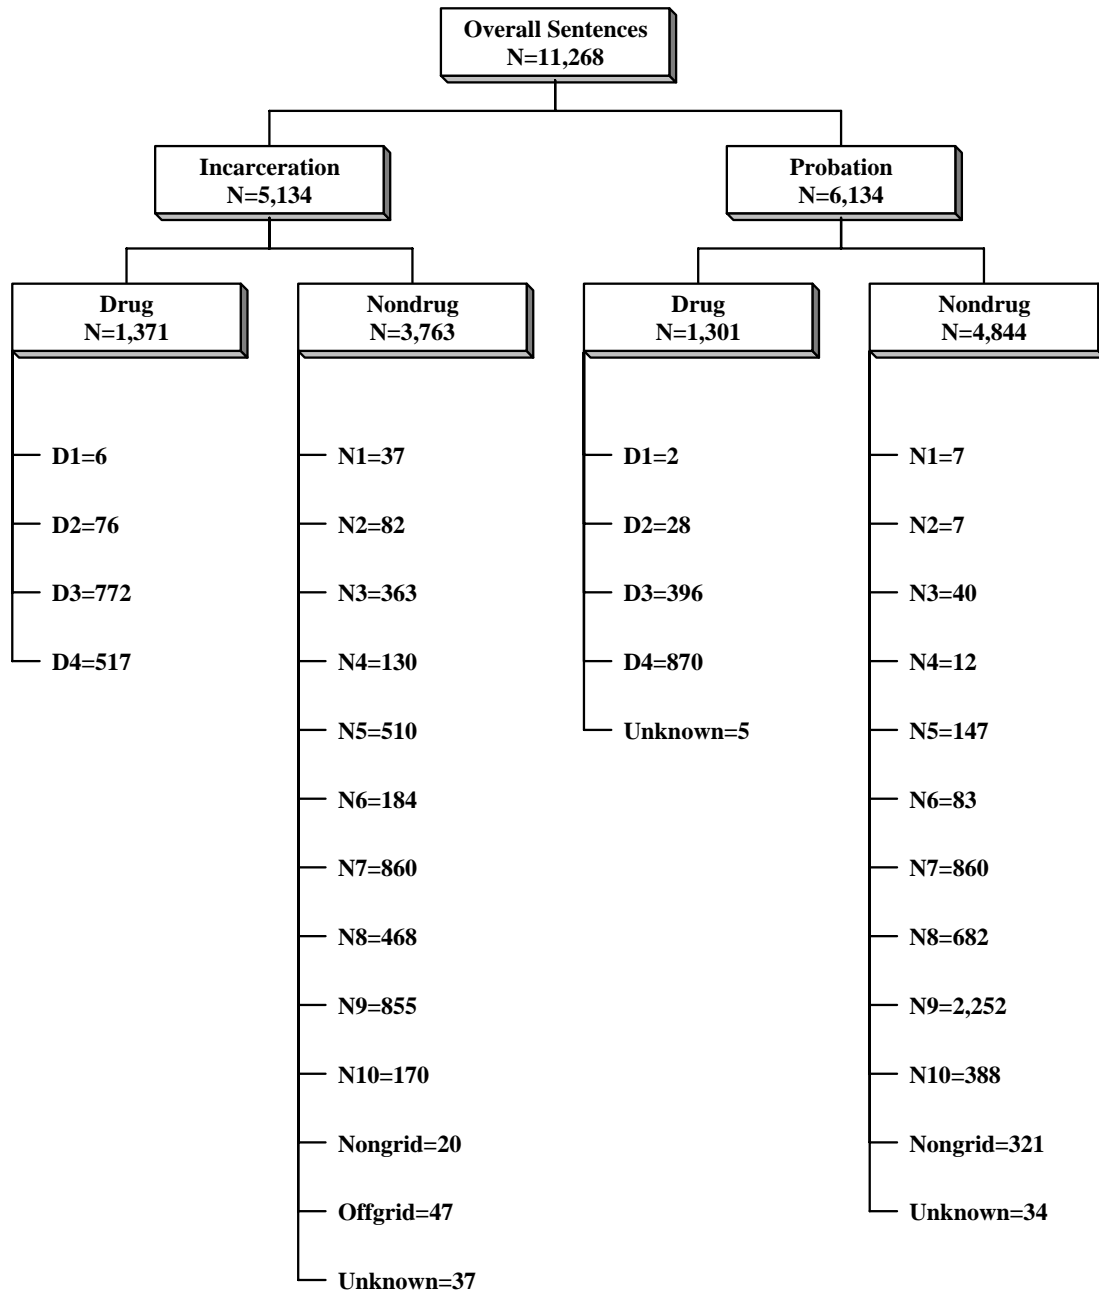 Overall Sentences
N=11,268
Incarceration
N=5,134
Probation
N=6,134
Drug
N=1,371
Nondrug
N=3,763
Drug
N=1,301
Nondrug
N=4,844
D1=6
D2=76
D3=772
D4=517
N1=37
N2=82
N3=363
N4=130
N5=510
N6=184
N7=860
N8=468
N9=855
N10=170
Nongrid=20
Offgrid=47
Unknown=37
D1=2
D2=28
D3=396
D4=870
Unknown=5
N1=7
N2=7
N3=40
N4=12
N5=147
N6=83
N7=860
N8=682
N9=2,252
N10=388
Nongrid=321
Unknown=34